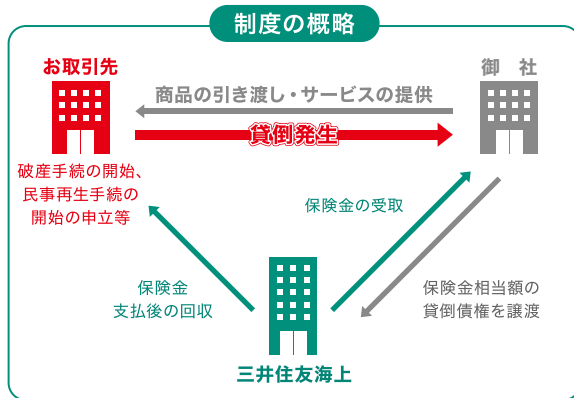 制度の概略
お取引先
御 社
商品の引き渡し・サービスの提供
貸倒発生
破産手続の開始、
民事再生手続の
開始の申立等
保険金の受取
保険金
支払後の回収
保険金相当額の
貸倒債権を譲渡
三井住友海上